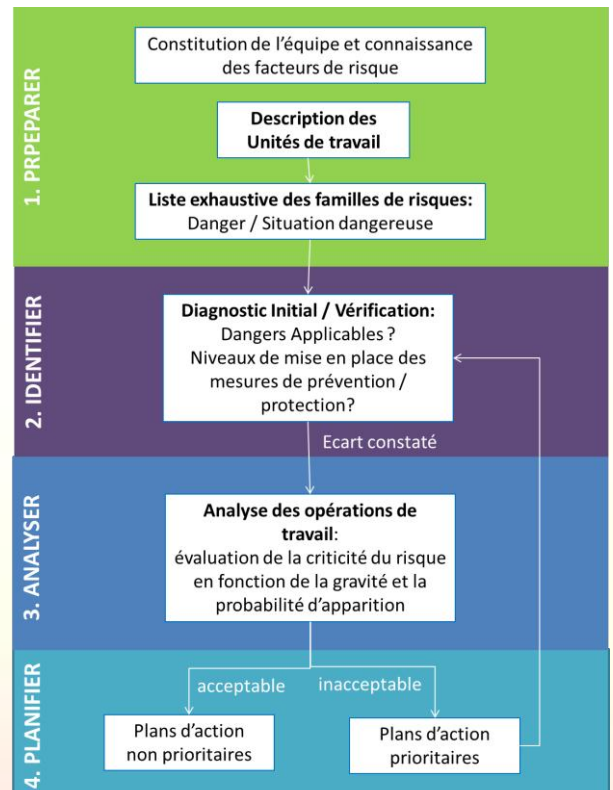 1. PRPEPARER
Constitution de l'équipe et connaissance
des facteurs de risque
Description des
Unités de travail
Liste exhaustive des familles de risques:
Danger / Situation dangereuse
2. IDENTIFIER
Diagnostic Initial / Vérification:
Dangers Applicables ?
Niveaux de mise en place des
mesures de prévention /
protection?
Ecart constaté
3. ANALYSER
Analyse des opérations de
travail:
évaluation de la criticité du risque
en fonction de la gravité et la
probabilité d'apparition
4. PLANIFIER
acceptable
inacceptable
Plans d'action
non prioritaires
Plans d'action
prioritaires